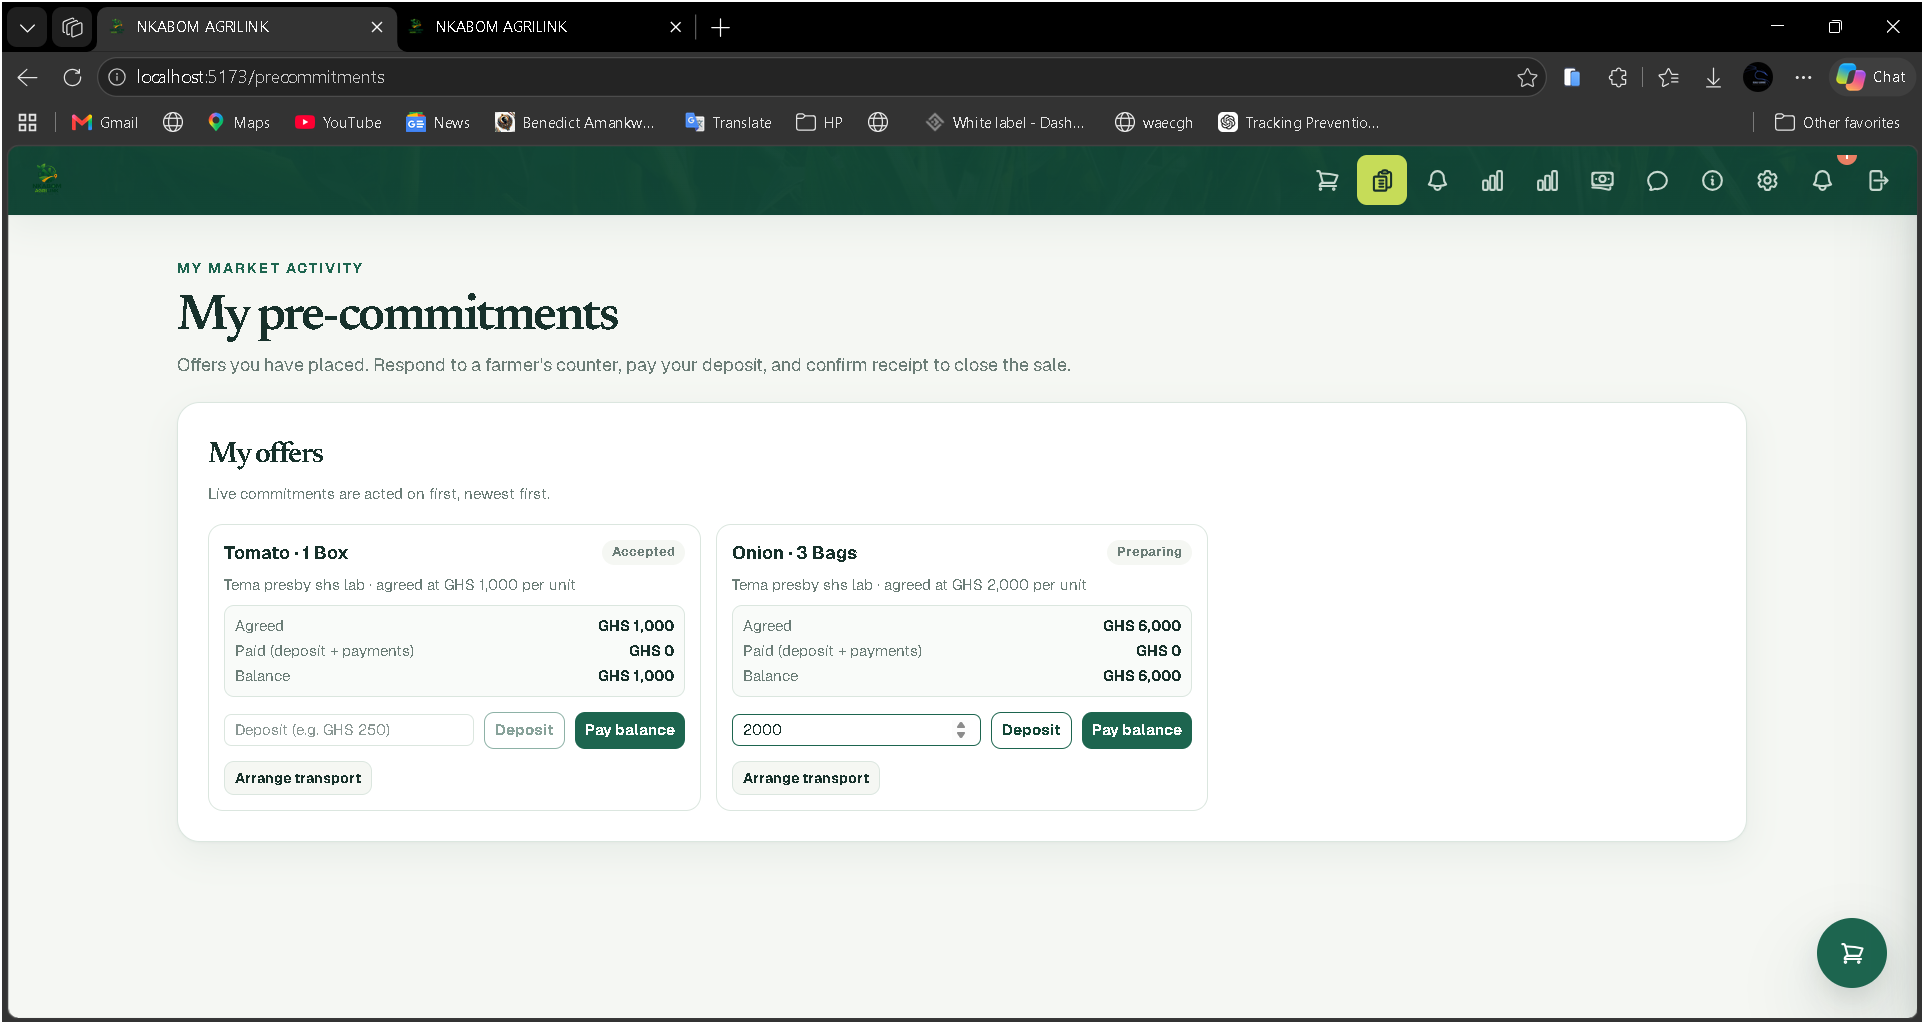 NKABOM AGRILINK
NKABOM AGRILINK
localhost:5173/precommitments
Chat
Gmail
Maps
YouTube
News
Benedict Amankw...
Translate
HP
White label - Dash...
waecgh
Tracking Preventio...
Other favorites
MY MARKET ACTIVITY
My pre-commitments
Offers you have placed. Respond to a farmer's counter, pay your deposit, and confirm receipt to close the sale.
My offers
Live commitments are acted on first, newest first.
Tomato · 1 Box
Accepted
Tema presby shs lab · agreed at GHS 1,000 per unit
Agreed GHS 1,000
Paid (deposit + payments) GHS 0
Balance GHS 1,000
Deposit (e.g. GHS 250)
Deposit
Pay balance
Arrange transport
Onion · 3 Bags
Preparing
Tema presby shs lab · agreed at GHS 2,000 per unit
Agreed GHS 6,000
Paid (deposit + payments) GHS 0
Balance GHS 6,000
2000
Deposit
Pay balance
Arrange transport